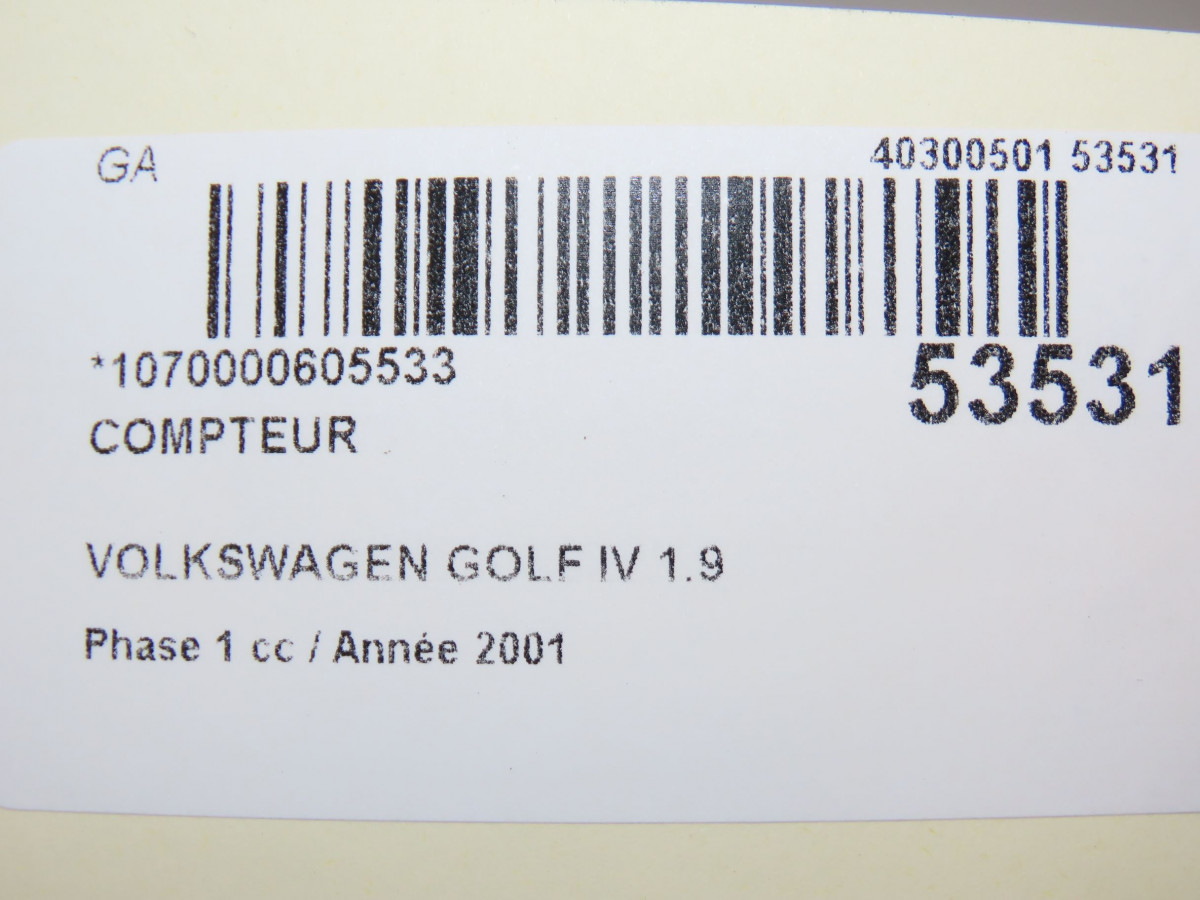 GA
40300501 53531
*1070000605533
53531
COMPTEUR
VOLKSWAGEN GOLF IV 1.9
Phase 1 cc / Année 2001